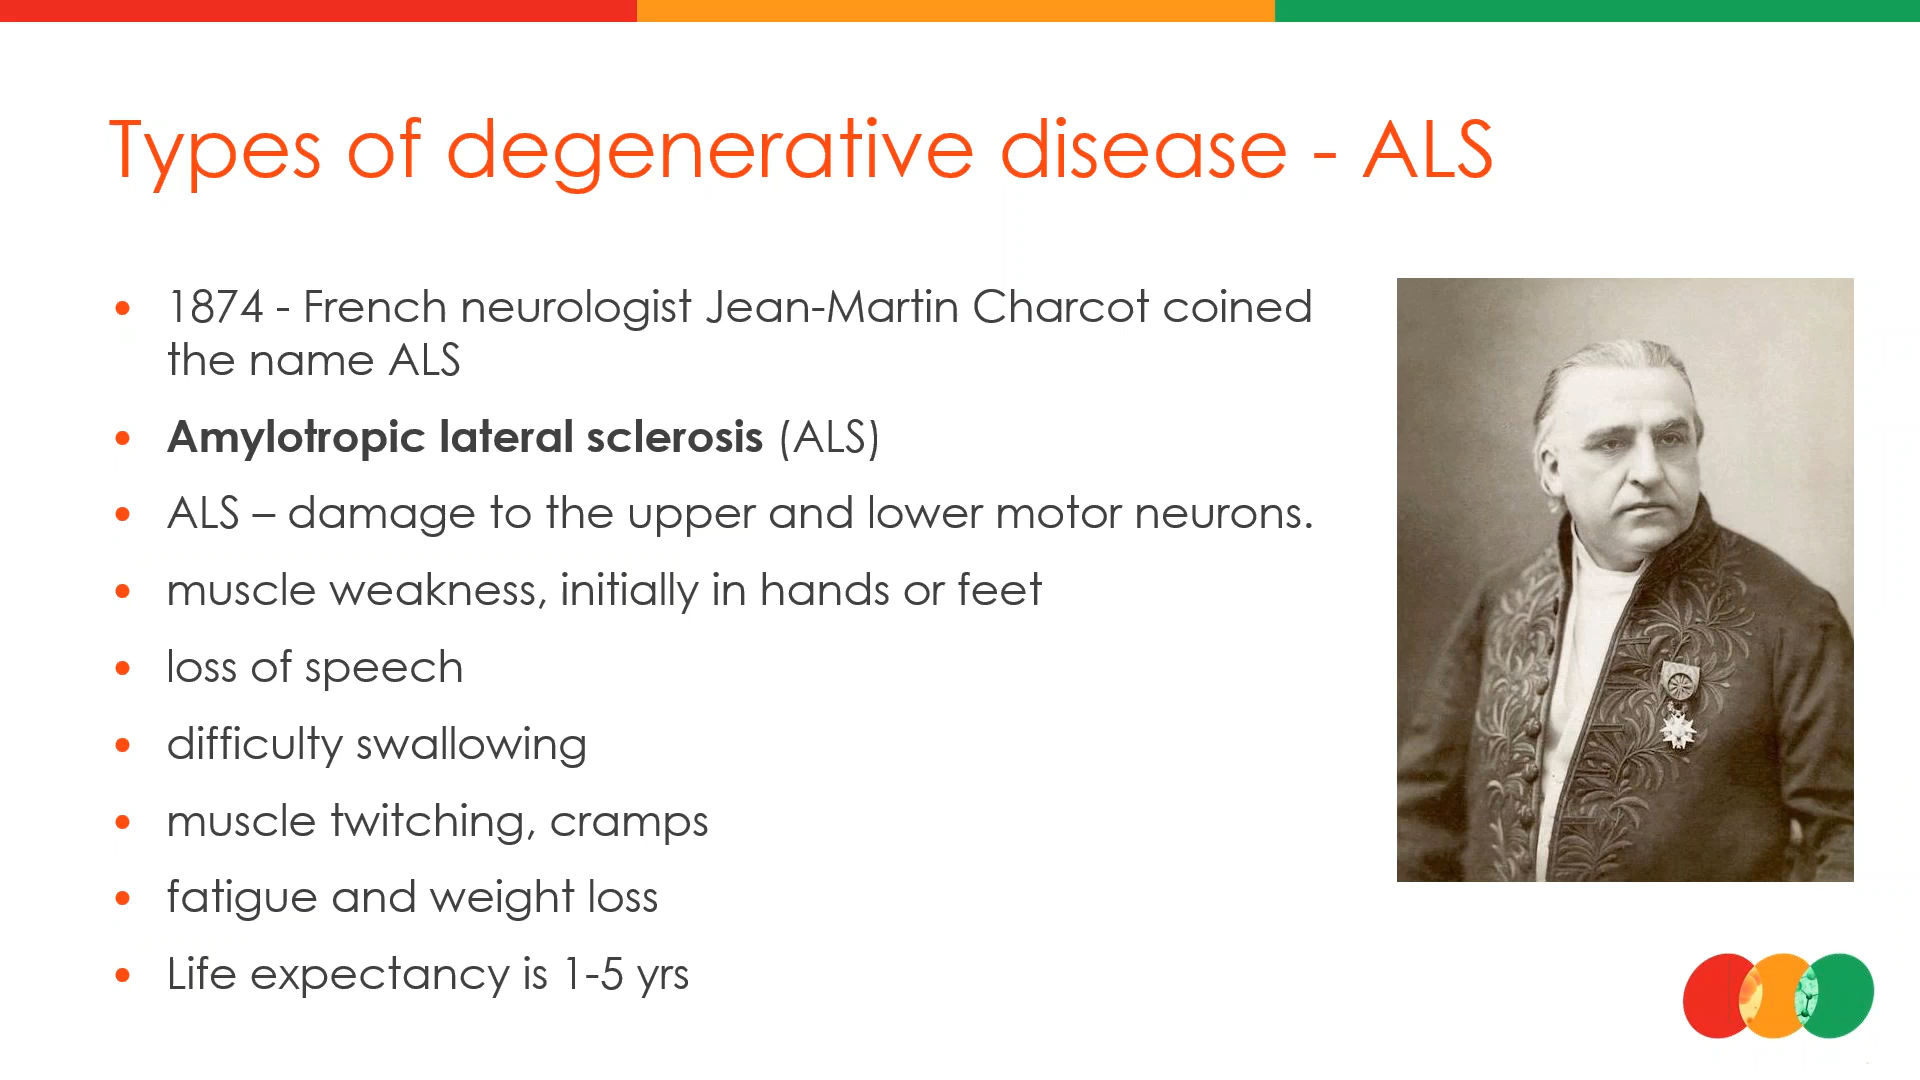 Types of degenerative disease - ALS
• 1874 - French neurologist Jean-Martin Charcot coined
the name ALS
• Amylotropic lateral sclerosis (ALS)
• ALS – damage to the upper and lower motor neurons.
• muscle weakness, initially in hands or feet
• loss of speech
• difficulty swallowing
• muscle twitching, cramps
• fatigue and weight loss
• Life expectancy is 1-5 yrs